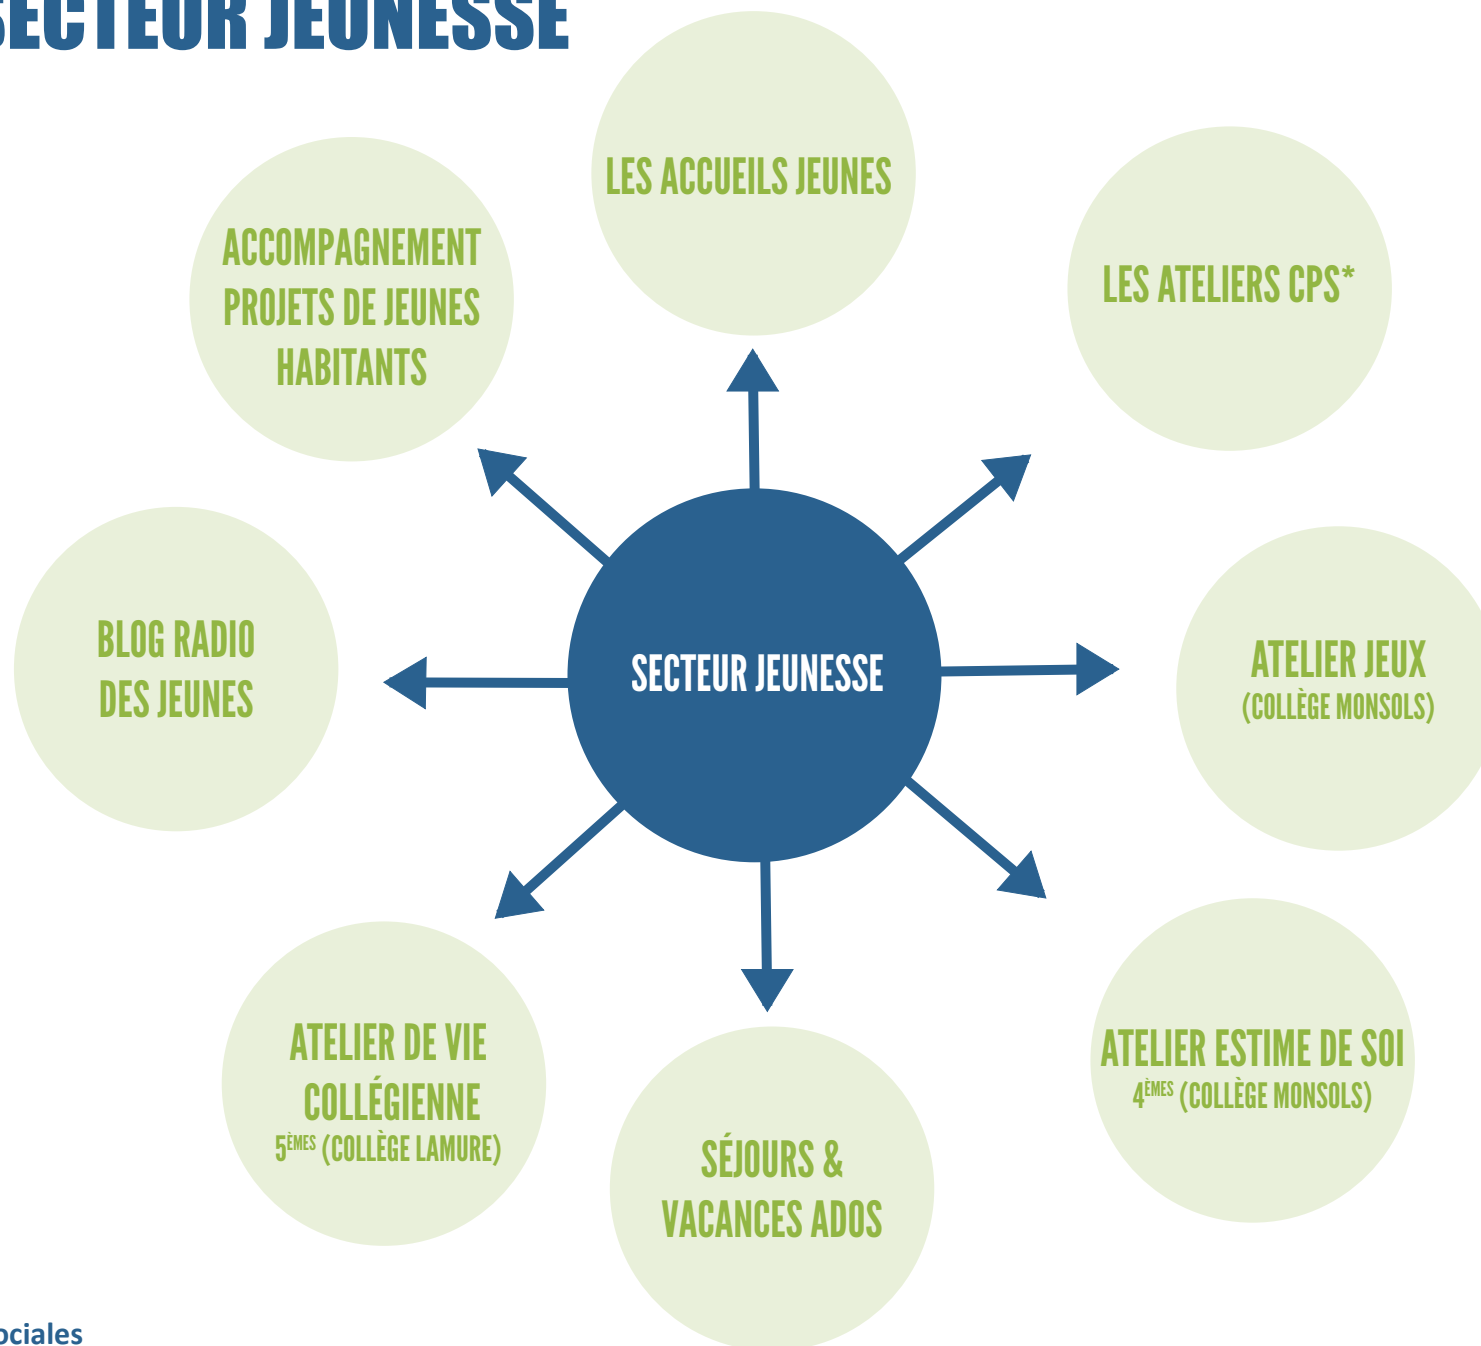 SECTEUR JEUNESSE
LES ACCUEILS JEUNES
ACCOMPAGNEMENT
PROJETS DE JEUNES
HABITANTS
LES ATELIERS CPS*
BLOG RADIO
DES JEUNES
SECTEUR JEUNESSE
ATELIER JEUX
(COLLÈGE MONSOLS)
ATELIER DE VIE
COLLÉGIENNE
5ÈMES (COLLÈGE LAMURE)
SÉJOURS &
VACANCES ADOS
ATELIER ESTIME DE SOI
4ÈMES (COLLÈGE MONSOLS)
ociales